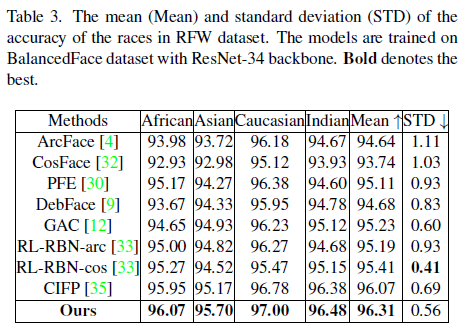 Table 3. The mean (Mean) and standard deviation (STD) of the
accuracy of the races in RFW dataset. The models are trained on
BalancedFace dataset with ResNet-34 backbone. Bold denotes the
best.
Methods African Asian Caucasian Indian Mean ↑ STD ↓
ArcFace [4] 93.98 93.72 96.18 94.67 94.64 1.11
CosFace [32] 92.93 92.98 95.12 93.93 93.74 1.03
PFE [30] 95.17 94.27 96.38 94.60 95.11 0.93
DebFace [9] 93.67 94.33 95.95 94.78 94.68 0.83
GAC [12] 94.65 94.93 96.23 95.12 95.23 0.60
RL-RBN-arc [33] 95.00 94.82 96.27 94.68 95.19 0.93
RL-RBN-cos [33] 95.27 94.52 95.47 95.15 95.41 0.41
CIFP [35] 95.95 95.17 96.78 96.38 96.07 0.69
Ours 96.07 95.70 97.00 96.48 96.31 0.56